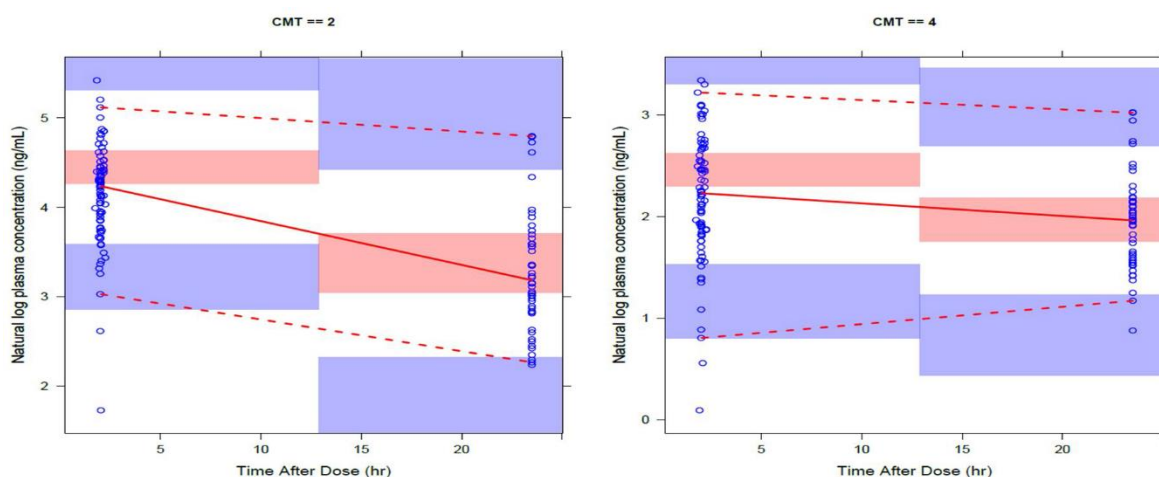 CMT == 2
Natural log plasma concentration (ng/mL)
5
4
3
2
5
10
15
20
Time After Dose (hr)
CMT == 4
Natural log plasma concentration (ng/mL)
3
2
1
0
5
10
15
20
Time After Dose (hr)